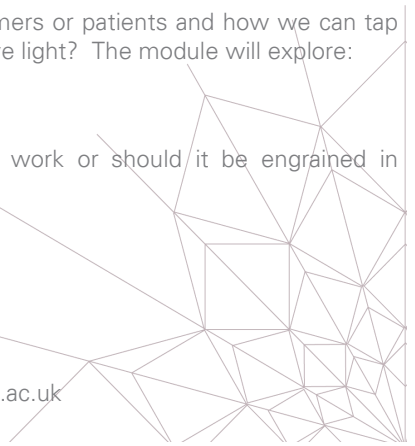 mers or patients and how we can tap
e light? The module will explore:
work or should it be engrained in
.ac.uk